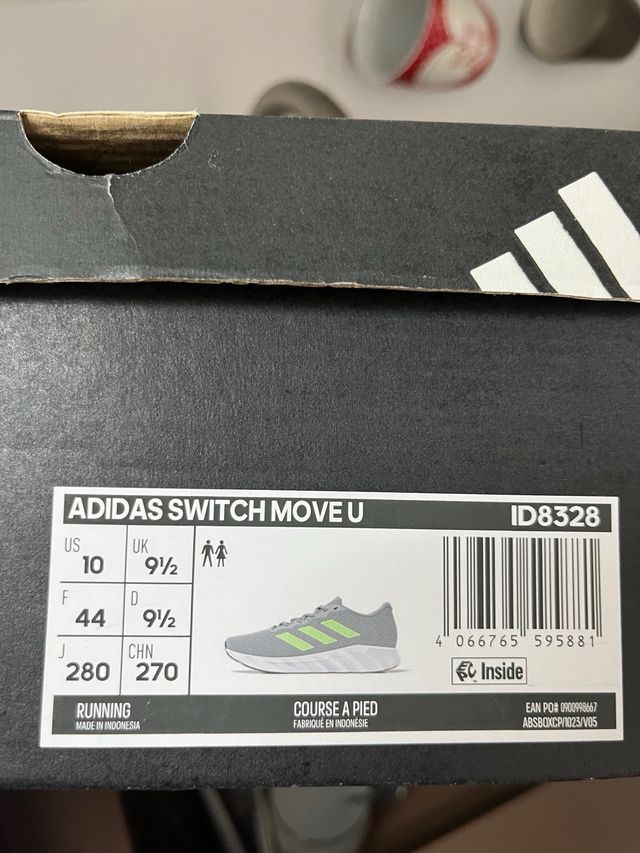 ADIDAS SWITCH MOVE U ID8328
US 10 UK 9½
F 44 D 9½
J 280 CHN 270
4 066765 595881
Inside
RUNNING COURSE A PIED EAN PO# 0900998667
MADE IN INDONESIA FABRIQUÉ EN INDONÉSIE ABSBOXCP/1023/V05